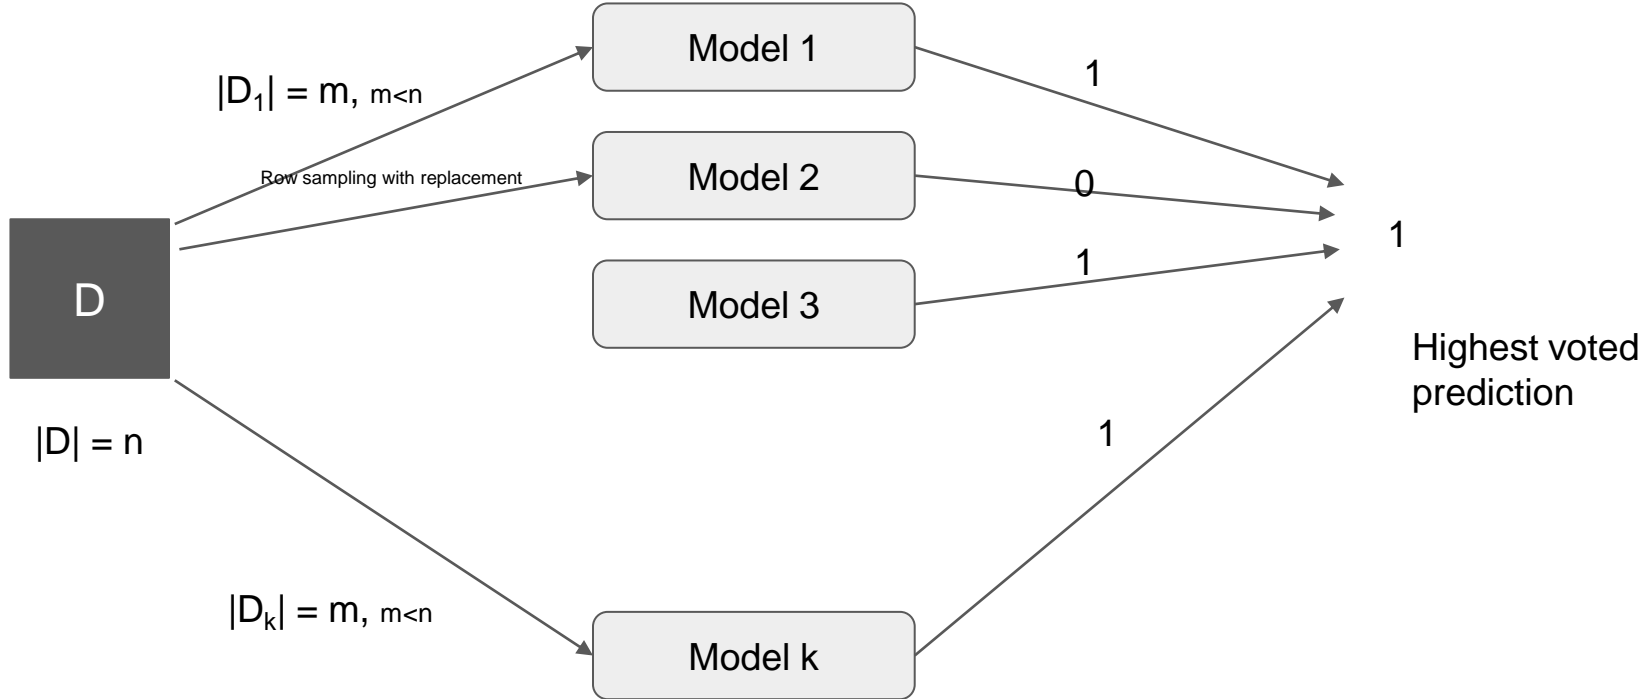 Model 1
1
|D₁| = m, m<n
Row sampling with replacement
Model 2
0
1
1
D
Model 3
Highest voted
prediction
|D| = n
1
|Dₖ| = m, m<n
Model k